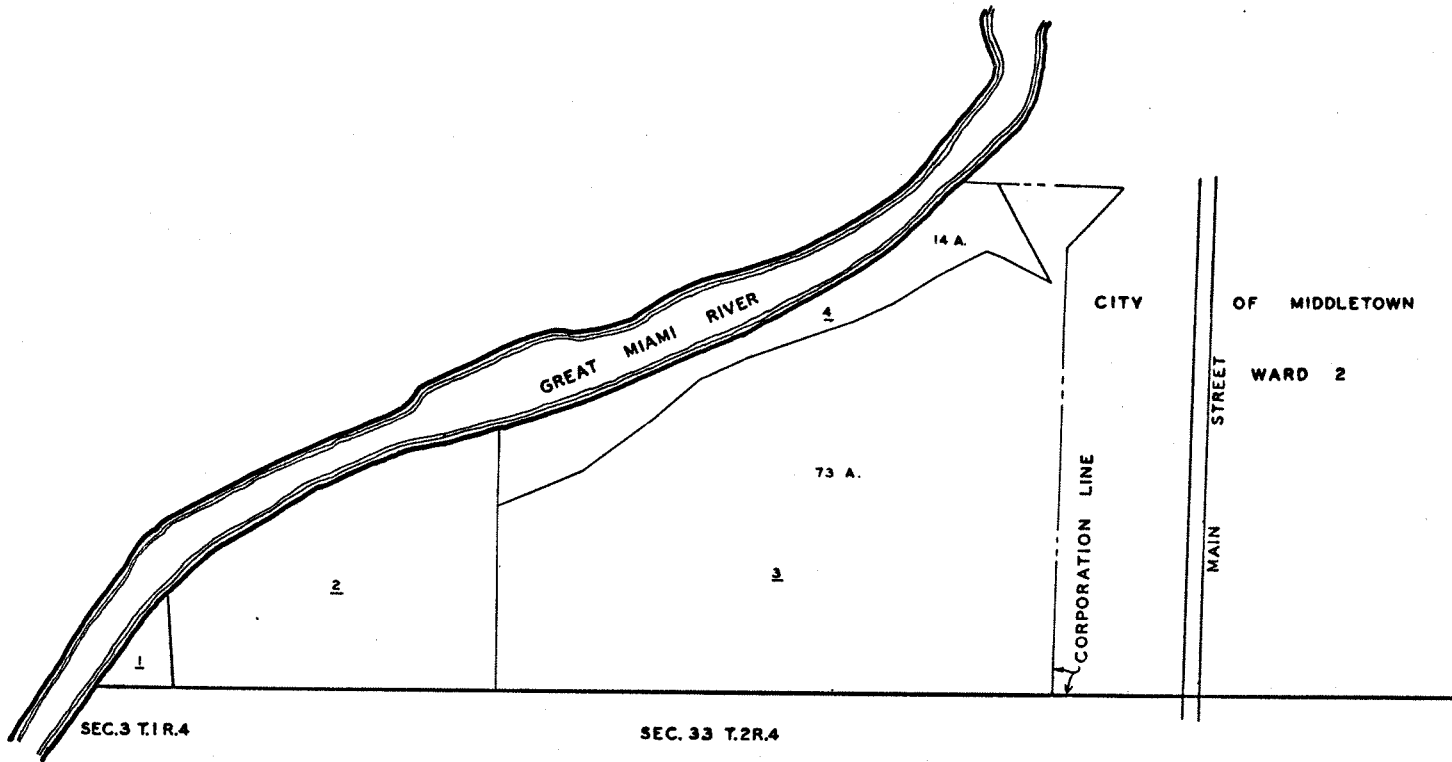 14 A.
CITY OF MIDDLETOWN
4
GREAT MIAMI RIVER
WARD 2
MAIN STREET
73 A.
CORPORATION LINE
2
3
1
SEC.3 T.1 R.4
SEC. 33 T.2R.4